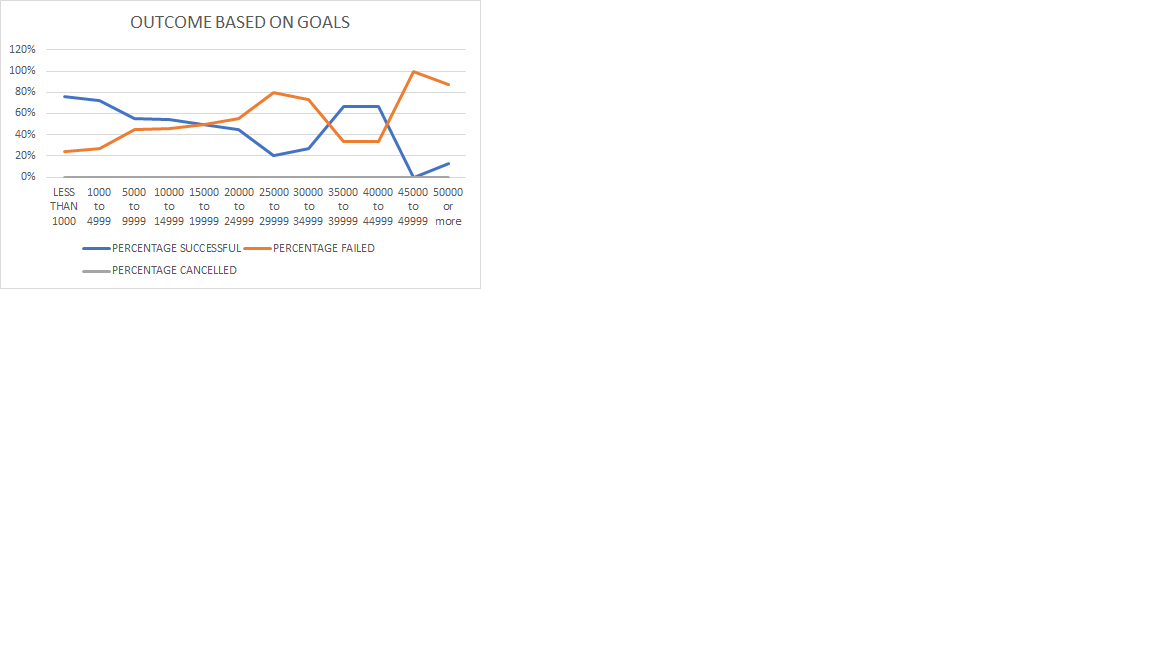 OUTCOME BASED ON GOALS
120%
100%
80%
60%
40%
20%
0%
LESS THAN 1000
1000 to 4999
5000 to 9999
10000 to 14999
15000 to 19999
20000 to 24999
25000 to 29999
30000 to 34999
35000 to 39999
40000 to 44999
45000 to 49999
50000 or more
PERCENTAGE SUCCESSFUL
PERCENTAGE FAILED
PERCENTAGE CANCELLED